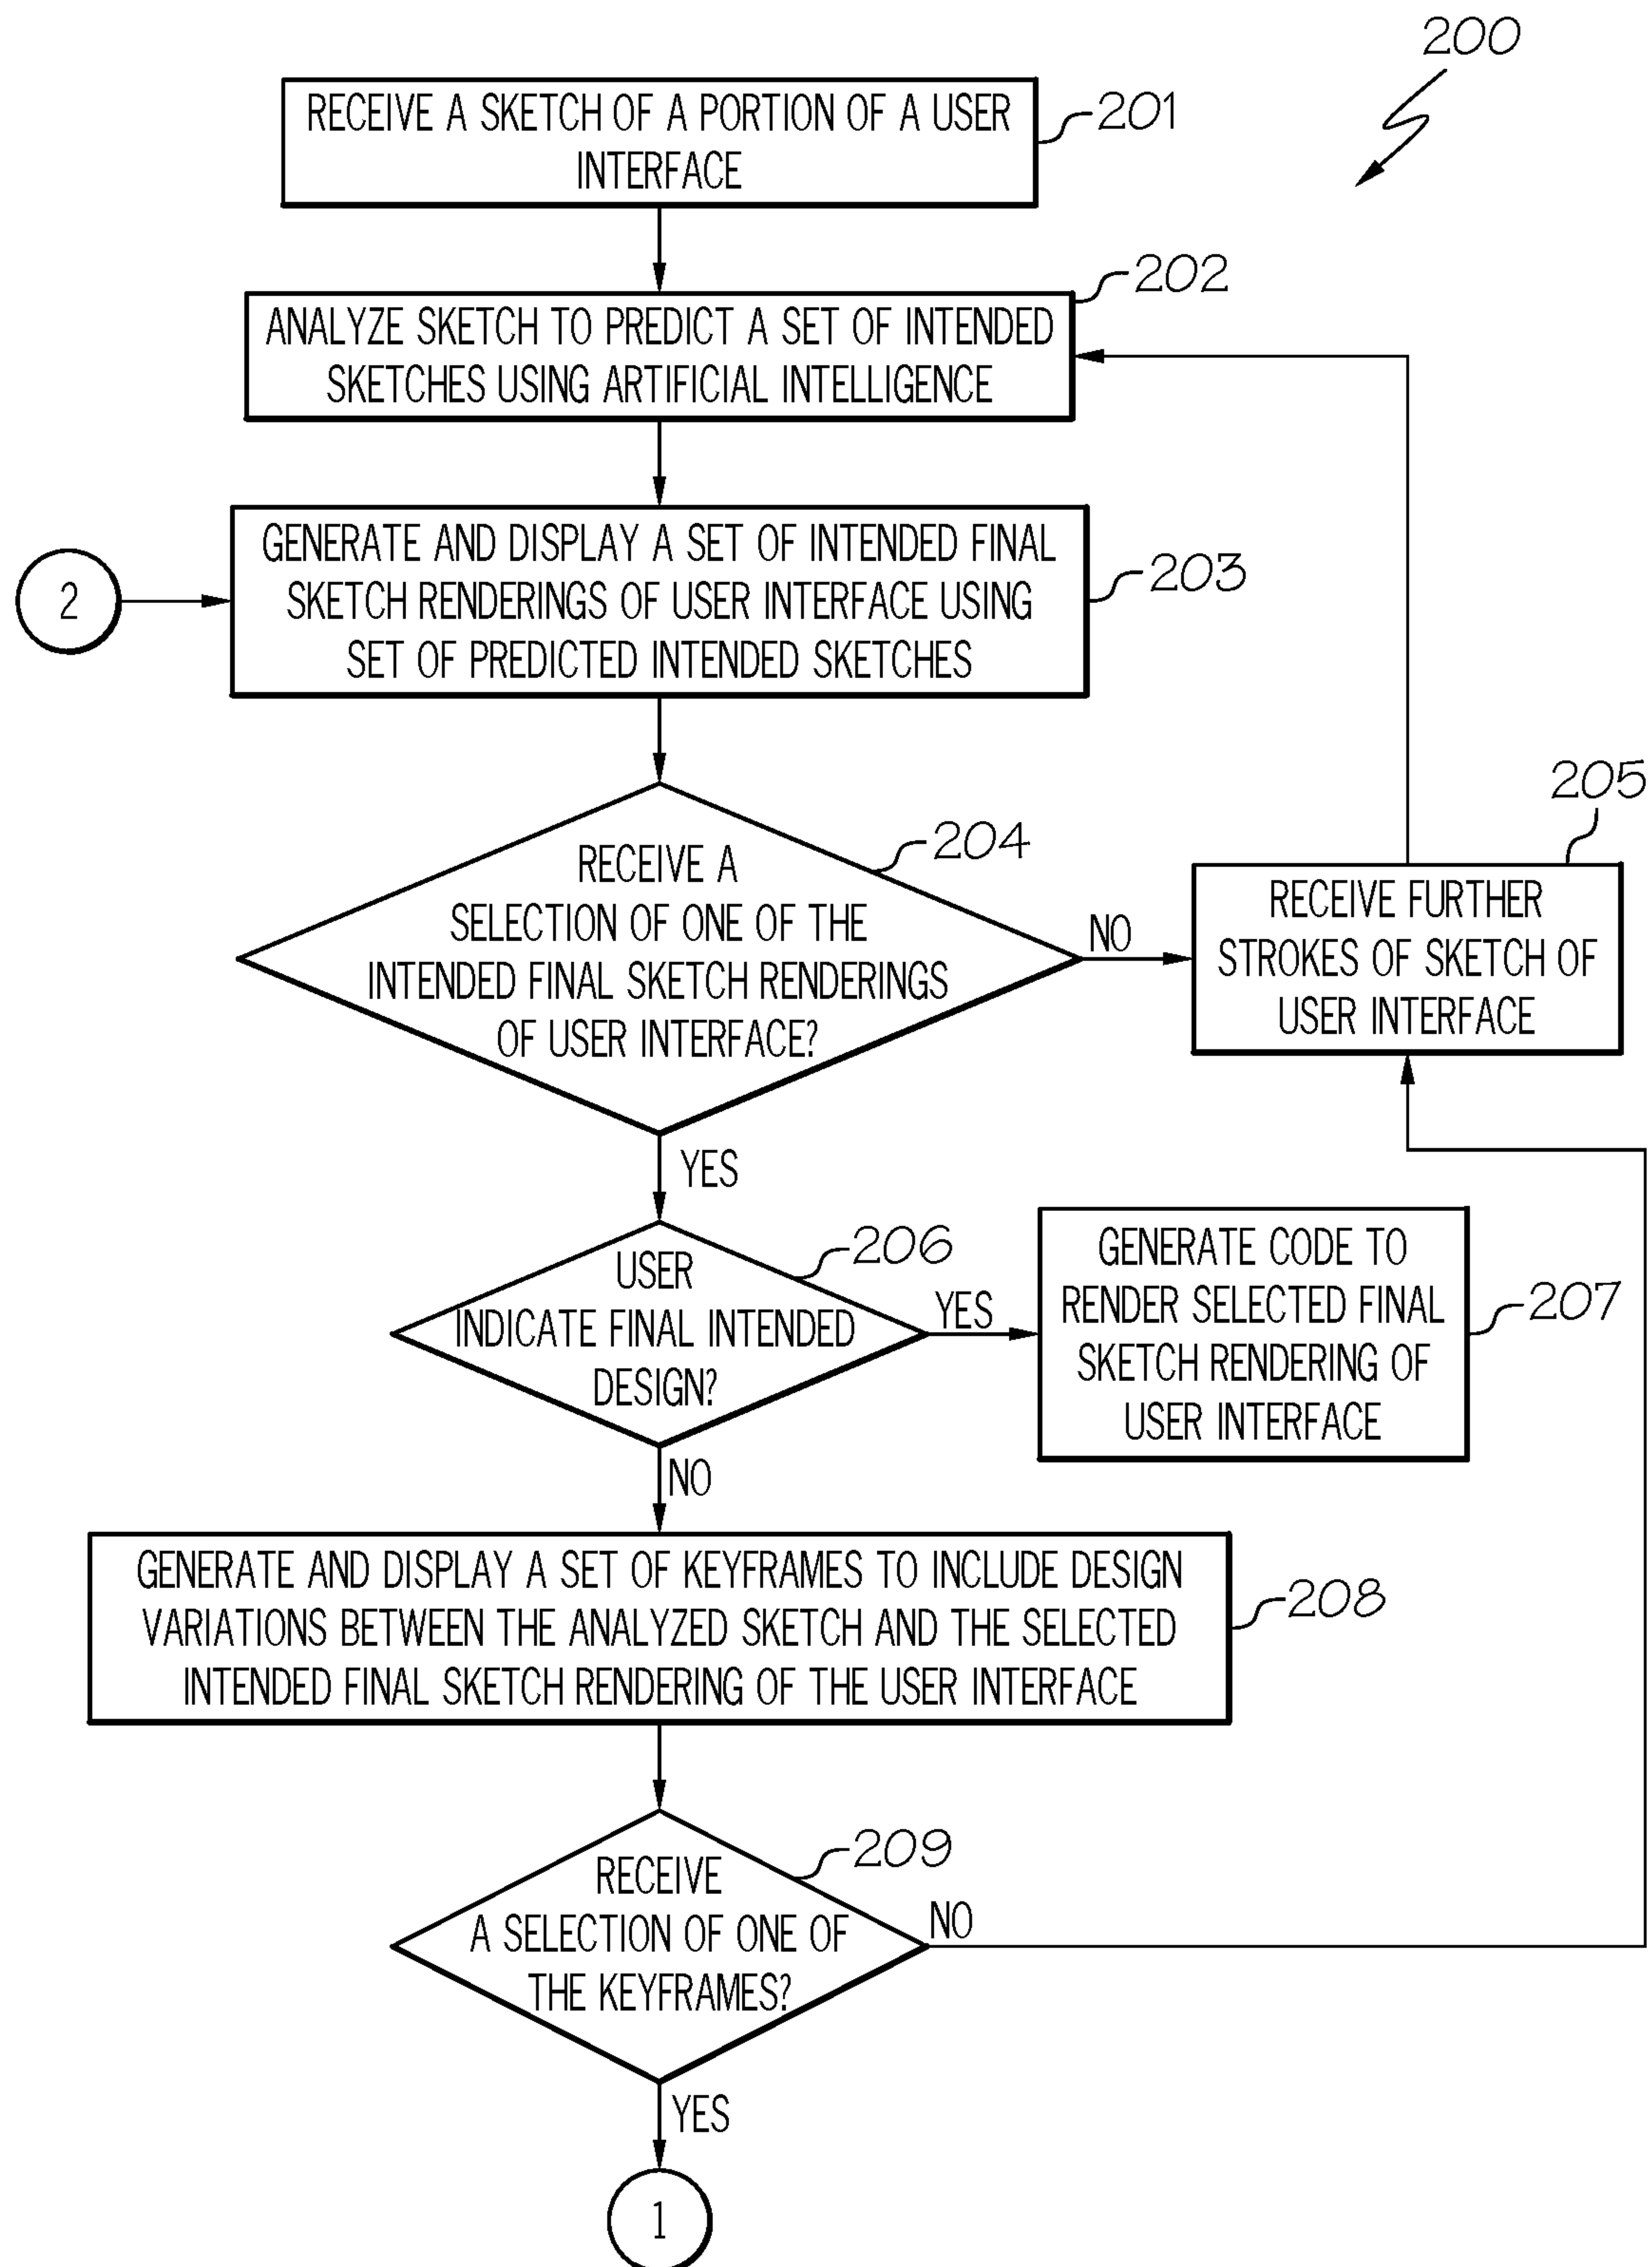 200
RECEIVE A SKETCH OF A PORTION OF A USER
INTERFACE
201
ANALYZE SKETCH TO PREDICT A SET OF INTENDED
SKETCHES USING ARTIFICIAL INTELLIGENCE
202
2
GENERATE AND DISPLAY A SET OF INTENDED FINAL
SKETCH RENDERINGS OF USER INTERFACE USING
SET OF PREDICTED INTENDED SKETCHES
203
RECEIVE A
SELECTION OF ONE OF THE
INTENDED FINAL SKETCH RENDERINGS
OF USER INTERFACE?
204
NO
RECEIVE FURTHER
STROKES OF SKETCH OF
USER INTERFACE
205
YES
USER
INDICATE FINAL INTENDED
DESIGN?
206
YES
GENERATE CODE TO
RENDER SELECTED FINAL
SKETCH RENDERING OF
USER INTERFACE
207
NO
GENERATE AND DISPLAY A SET OF KEYFRAMES TO INCLUDE DESIGN
VARIATIONS BETWEEN THE ANALYZED SKETCH AND THE SELECTED
INTENDED FINAL SKETCH RENDERING OF THE USER INTERFACE
208
RECEIVE
A SELECTION OF ONE OF
THE KEYFRAMES?
209
NO
YES
1